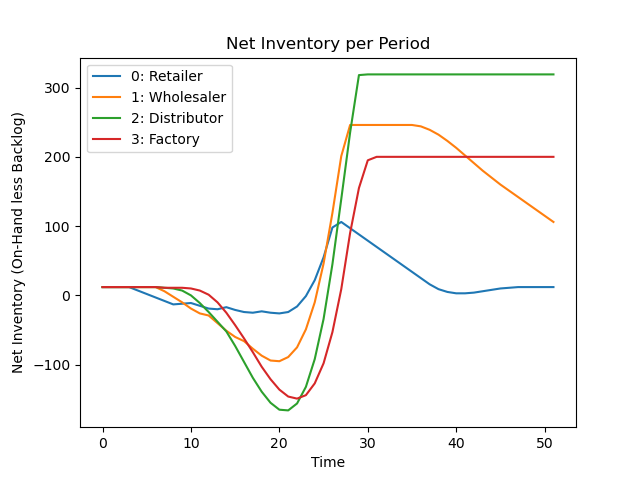 Net Inventory per Period
Net Inventory (On-Hand less Backlog)
300
200
100
0
−100
0: Retailer
1: Wholesaler
2: Distributor
3: Factory
0 10 20 30 40 50
Time